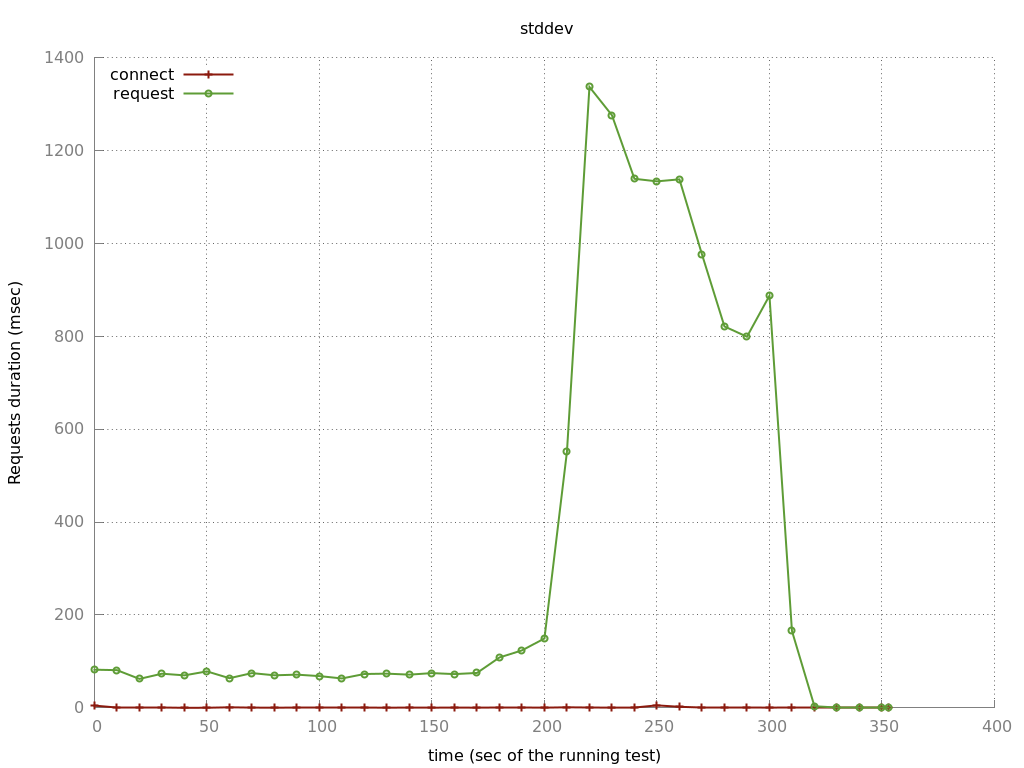 stddev
connect
request
1400
1200
1000
800
600
400
200
0
Requests duration (msec)
0 50 100 150 200 250 300 350 400
time (sec of the running test)